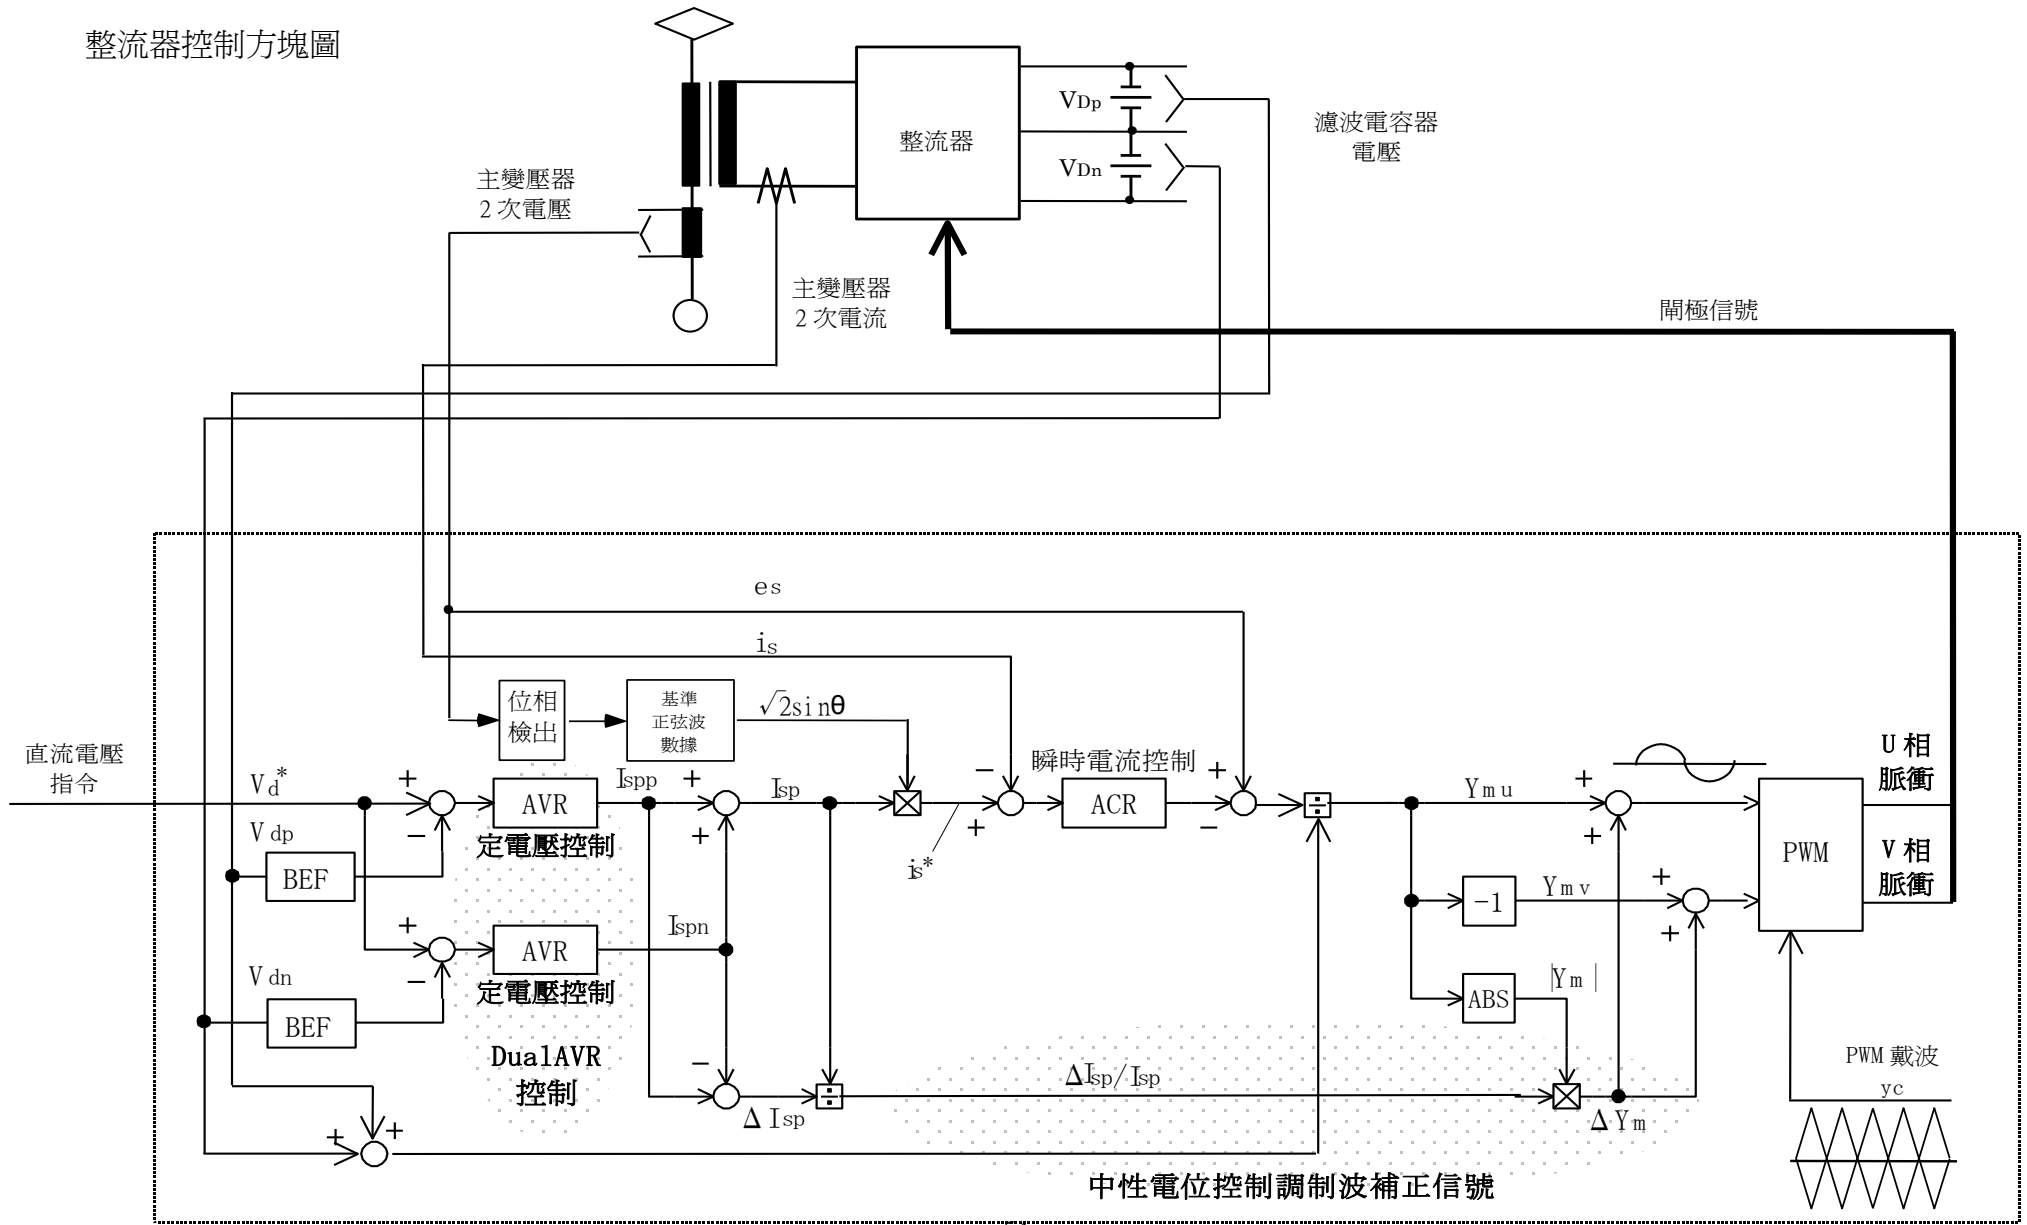 整流器控制方塊圖
整流器
VDp
VDn
濾波電容器
電壓
主變壓器
2 次電壓
主變壓器
2 次電流
閘極信號
es
is
位相
檢出
基準
正弦波
數據
√2sinθ
直流電壓
指令
Vd*
+
−
AVR
定電壓控制
Ispp
+
+
Isp
is*
−
+
瞬時電流控制
ACR
+
−
÷
Ymu
+
+
PWM
U 相
脈衝
V 相
脈衝
Vdp
BEF
+
−
AVR
定電壓控制
Ispn
-1
Ymv
+
+
Vdn
BEF
DualAVR
控制
ABS
|Ym|
−
ΔIsp
÷
ΔIsp/Isp
ΔYm
PWM 戴波
yc
+
+
中性電位控制調制波補正信號